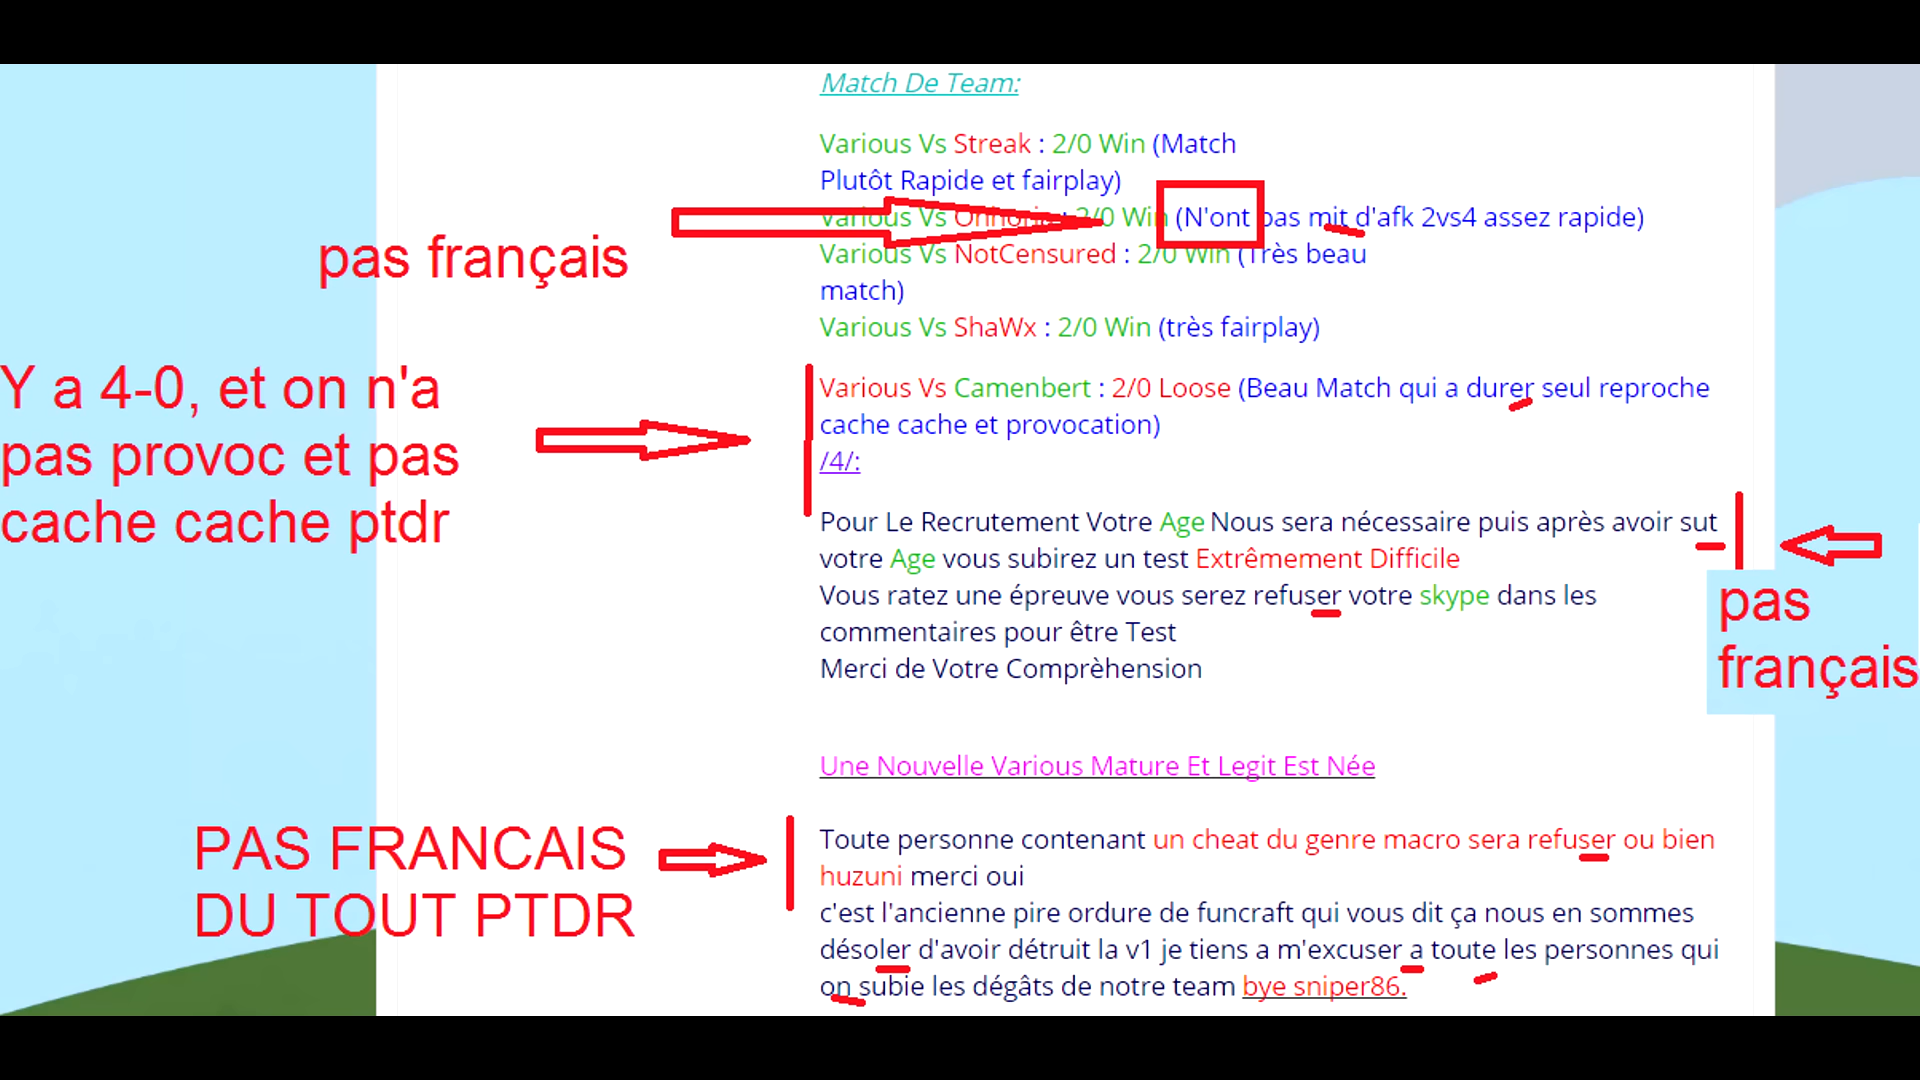 Match De Team:
Various Vs Streak : 2/0 Win (Match
Plutôt Rapide et fairplay)
Various Vs : 2/0 Win (N'ont pas mit d'afk 2vs4 assez rapide)
pas français
Various Vs NotCensured : 2/0 Win (Très beau
match)
Various Vs ShaWx : 2/0 Win (très fairplay)
Y a 4-0, et on n'a
pas provoc et pas
cache cache ptdr
Various Vs Camenbert : 2/0 Loose (Beau Match qui a durer seul reproche
cache cache et provocation)
/4/:
Pour Le Recrutement Votre Age Nous sera nécessaire puis après avoir sut
votre Age vous subirez un test Extrêmement Difficile
Vous ratez une épreuve vous serez refuser votre skype dans les
commentaires pour être Test
Merci de Votre Comprèhension
pas
français
Une Nouvelle Various Mature Et Legit Est Née
PAS FRANCAIS
DU TOUT PTDR
Toute personne contenant un cheat du genre macro sera refuser ou bien
huzuni merci oui
c'est l'ancienne pire ordure de funcraft qui vous dit ça nous en sommes
désoler d'avoir détruit la v1 je tiens a m'excuser a toute les personnes qui
on subie les dégâts de notre team bye sniper86.